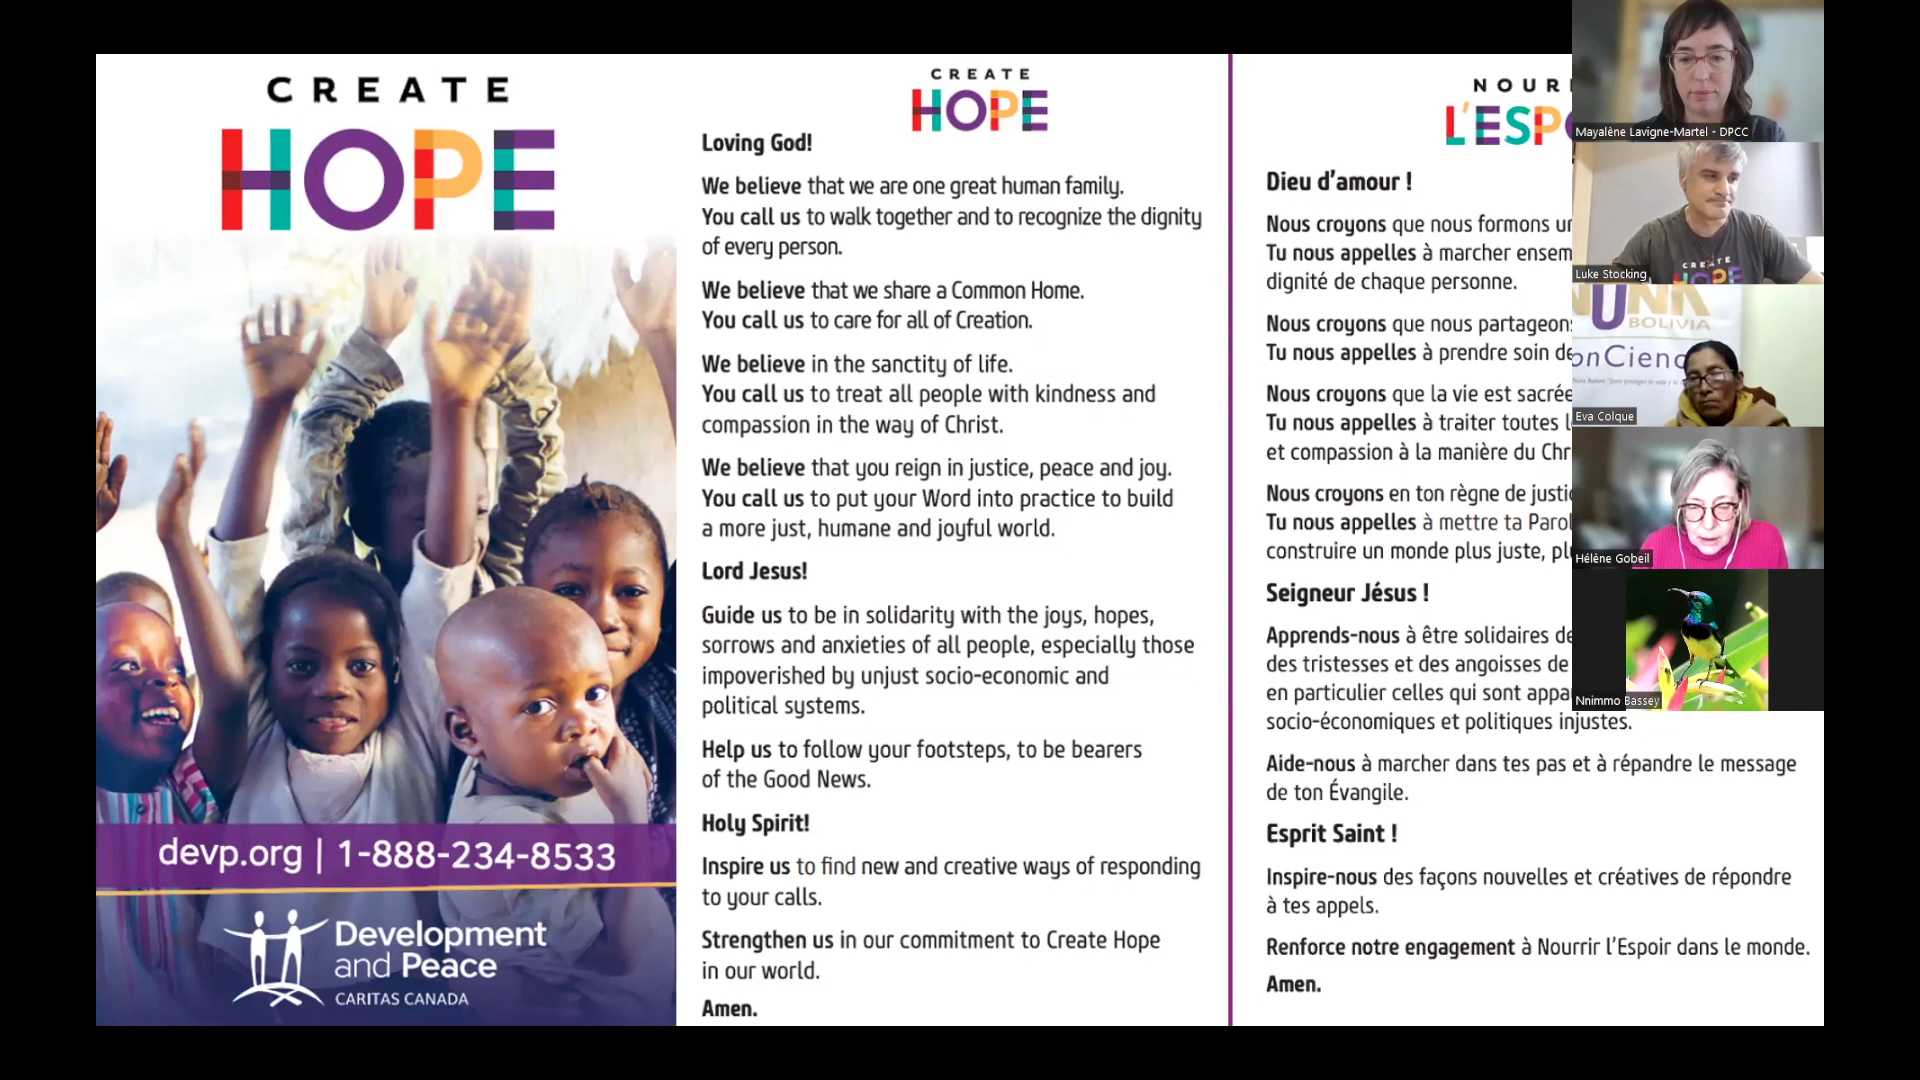 CREATE
HOPE
devp.org | 1-888-234-8533
Development
and Peace
CARITAS CANADA
CREATE
HOPE
Loving God!
We believe that we are one great human family.
You call us to walk together and to recognize the dignity
of every person.
We believe that we share a Common Home.
You call us to care for all of Creation.
We believe in the sanctity of life.
You call us to treat all people with kindness and
compassion in the way of Christ.
We believe that you reign in justice, peace and joy.
You call us to put your Word into practice to build
a more just, humane and joyful world.
Lord Jesus!
Guide us to be in solidarity with the joys, hopes,
sorrows and anxieties of all people, especially those
impoverished by unjust socio-economic and
political systems.
Help us to follow your footsteps, to be bearers
of the Good News.
Holy Spirit!
Inspire us to find new and creative ways of responding
to your calls.
Strengthen us in our commitment to Create Hope
in our world.
Amen.
NOUR
L'ESP
Dieu d'amour !
Nous croyons que nous formons
Tu nous appelles à marcher ensem
dignité de chaque personne.
Nous croyons que nous partageons
Tu nous appelles à prendre soin de
Nous croyons que la vie est sacrée
Tu nous appelles à traiter toutes
et compassion à la manière du Chr
Nous croyons en ton règne de justi
Tu nous appelles à mettre ta Parol
construire un monde plus juste,
Seigneur Jésus !
Apprends-nous à être solidaires de
des tristesses et des angoisses de
en particulier celles qui sont appa
socio-économiques et politiques injustes.
Aide-nous à marcher dans tes pas et à répandre le message
de ton Évangile.
Esprit Saint !
Inspire-nous des façons nouvelles et créatives de répondre
à tes appels.
Renforce notre engagement à Nourrir l'Espoir dans le monde.
Amen.
Mayalène Lavigne-Martel - DPCC
CREATE
HOPE
Luke Stocking
BOLIVIA
onCienc
Eva Colque
Hélène Gobeil
Nnimmo Bassey